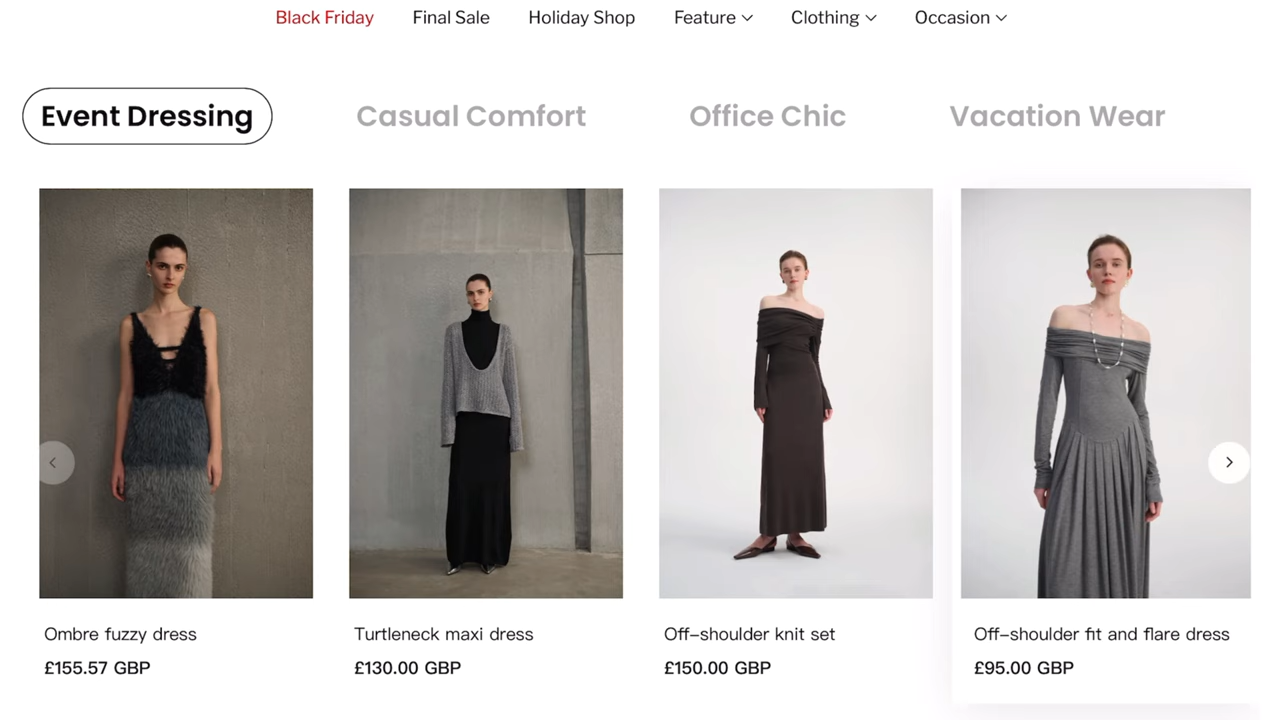 Black Friday Final Sale Holiday Shop Feature Clothing Occasion
Event Dressing Casual Comfort Office Chic Vacation Wear
Ombre fuzzy dress
£155.57 GBP
Turtleneck maxi dress
£130.00 GBP
Off-shoulder knit set
£150.00 GBP
Off-shoulder fit and flare dress
£95.00 GBP